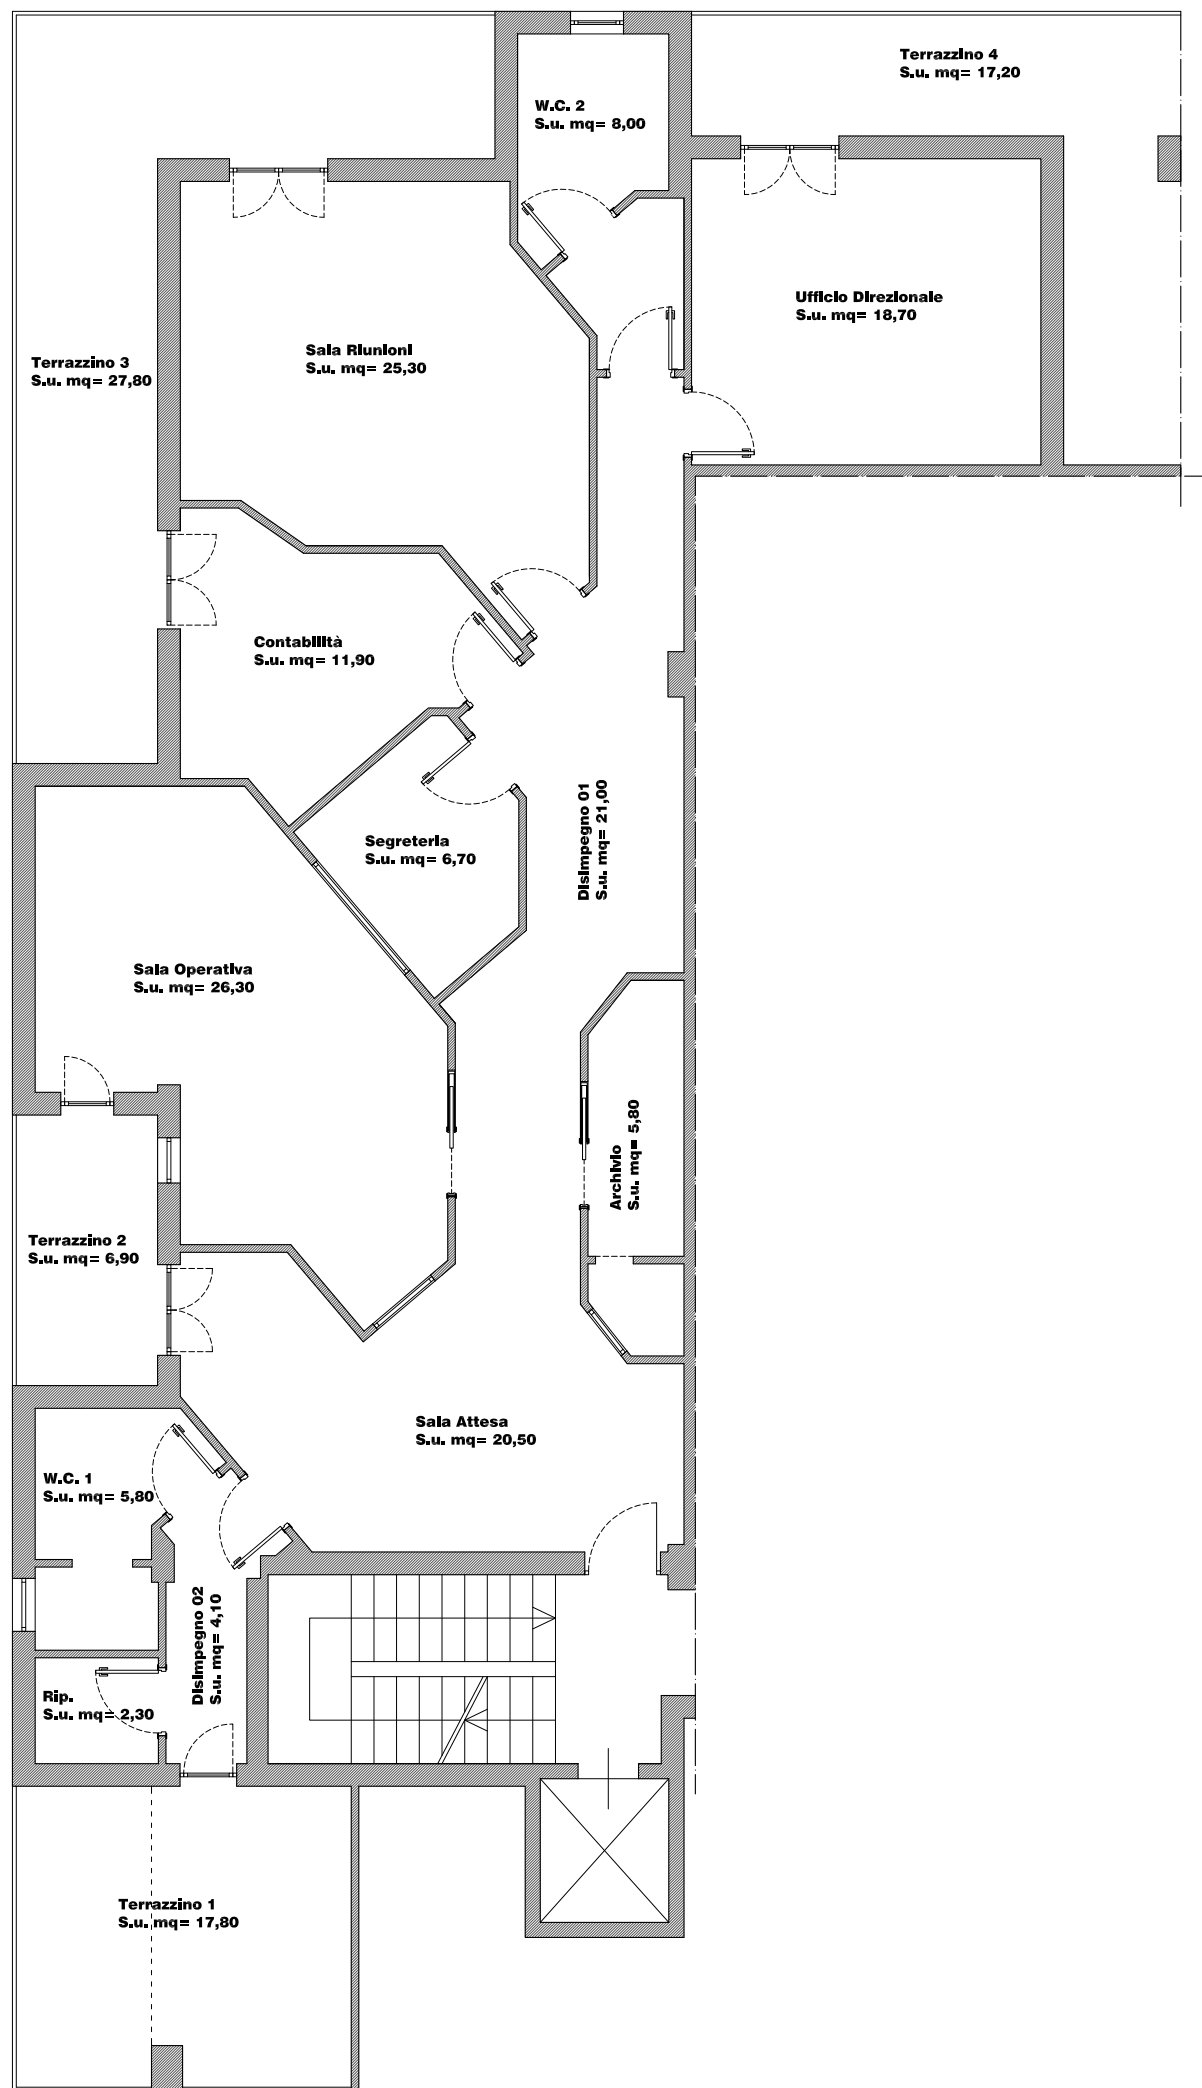 Terrazzino 4
S.u. mq= 17,20
W.C. 2
S.u. mq= 8,00
Ufficio Direzionale
S.u. mq= 18,70
Sala Riunioni
S.u. mq= 25,30
Terrazzino 3
S.u. mq= 27,80
Contabilità
S.u. mq= 11,90
Disimpegno 01
S.u. mq= 21,00
Segreteria
S.u. mq= 6,70
Sala Operativa
S.u. mq= 26,30
Archivio
S.u. mq= 5,80
Terrazzino 2
S.u. mq= 6,90
Sala Attesa
S.u. mq= 20,50
W.C. 1
S.u. mq= 5,80
Disimpegno 02
S.u. mq= 4,10
Rip.
S.u. mq= 2,30
Terrazzino 1
S.u. mq= 17,80